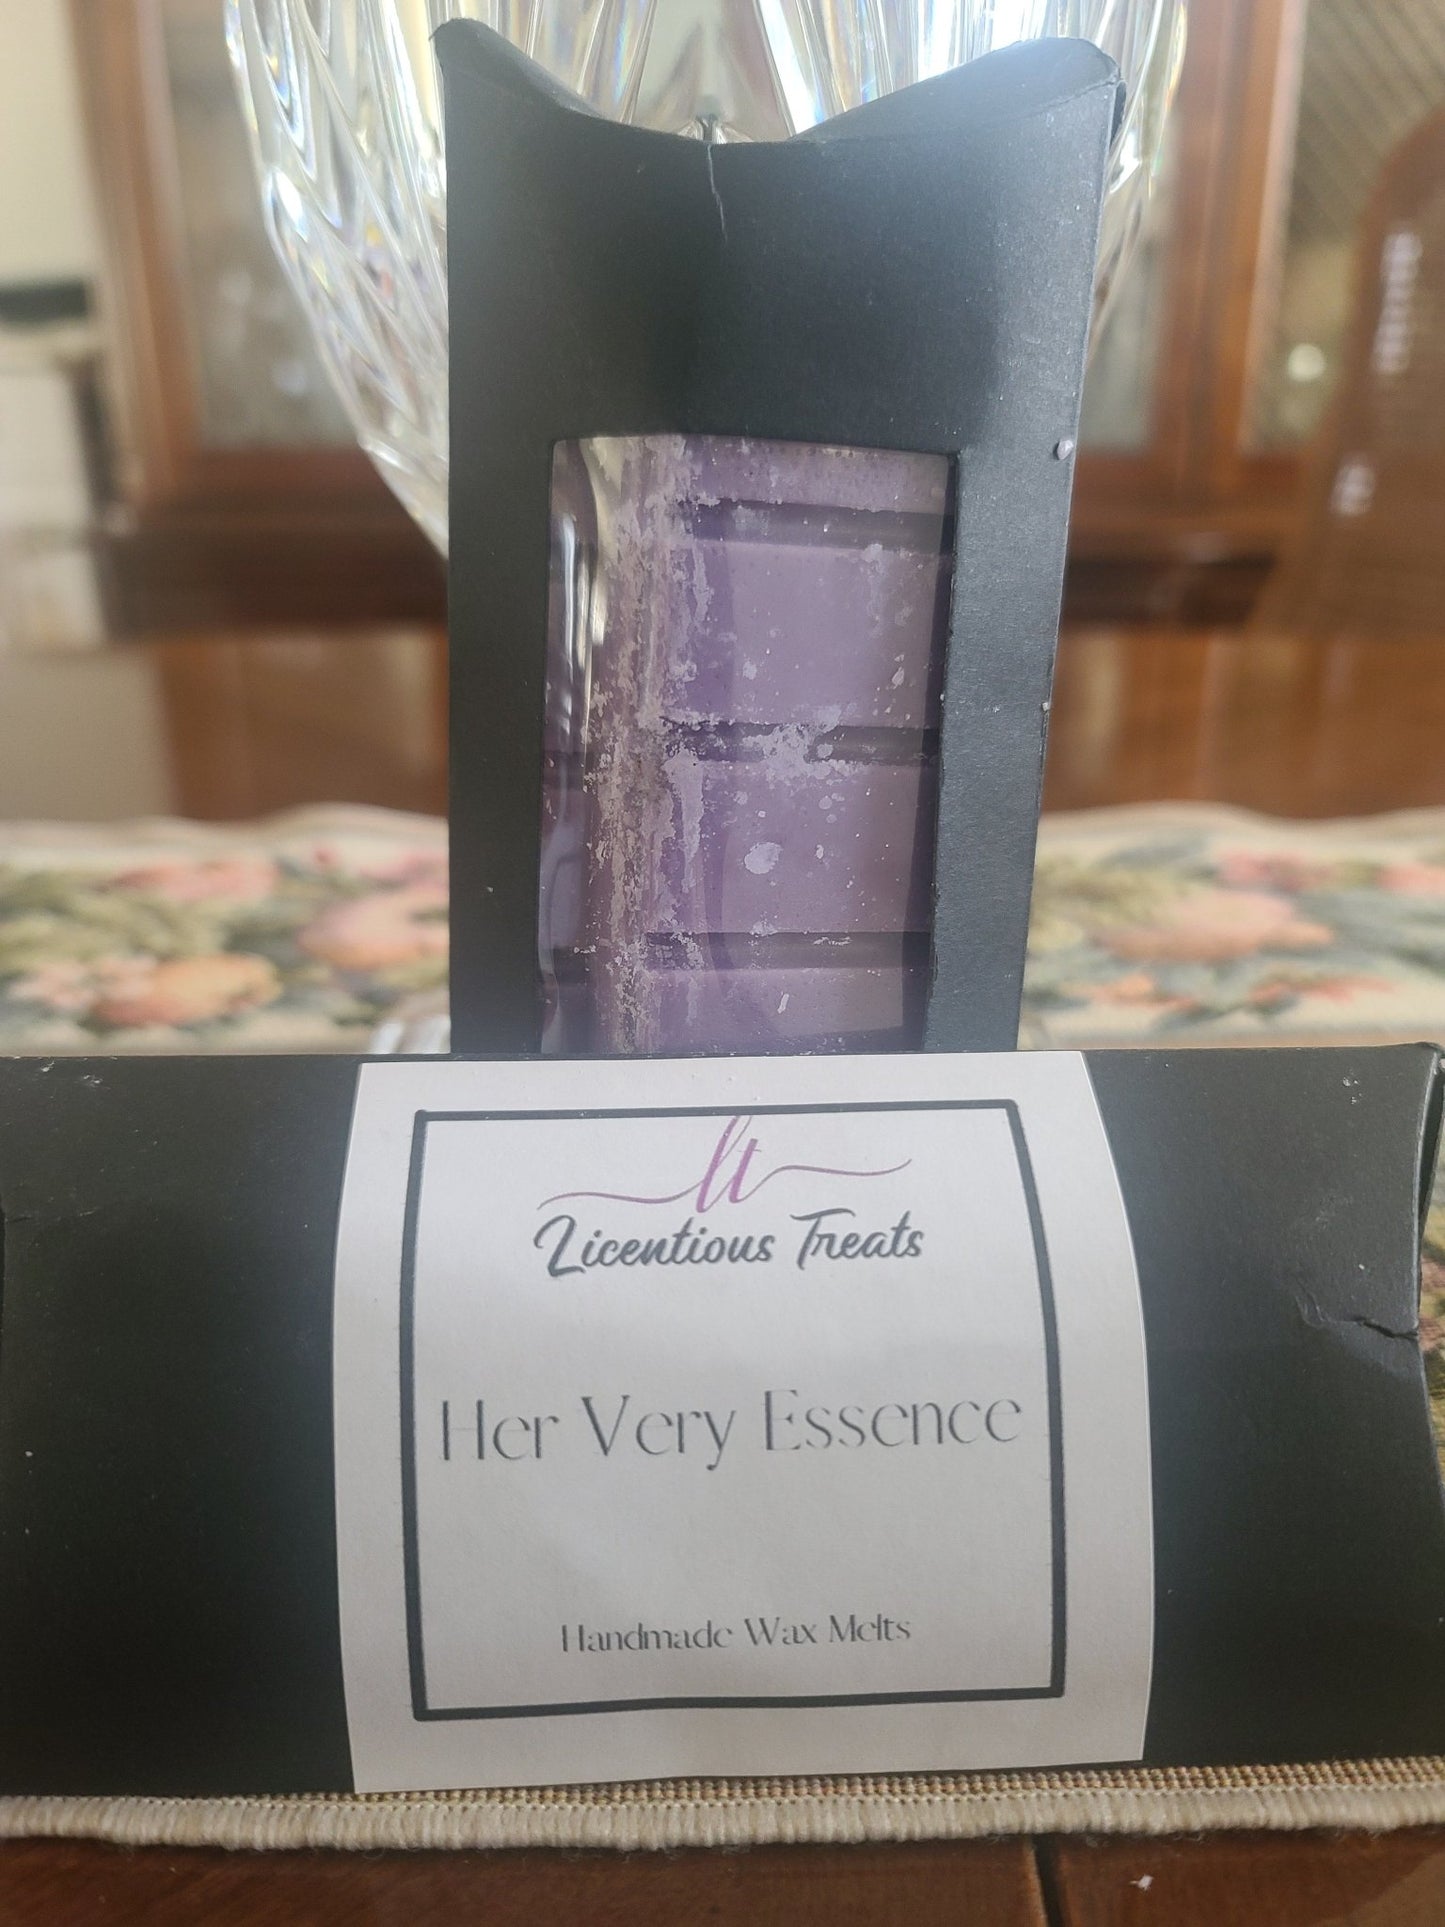 lt
Licentious Treats
Her Very Essence
Handmade Wax Melts